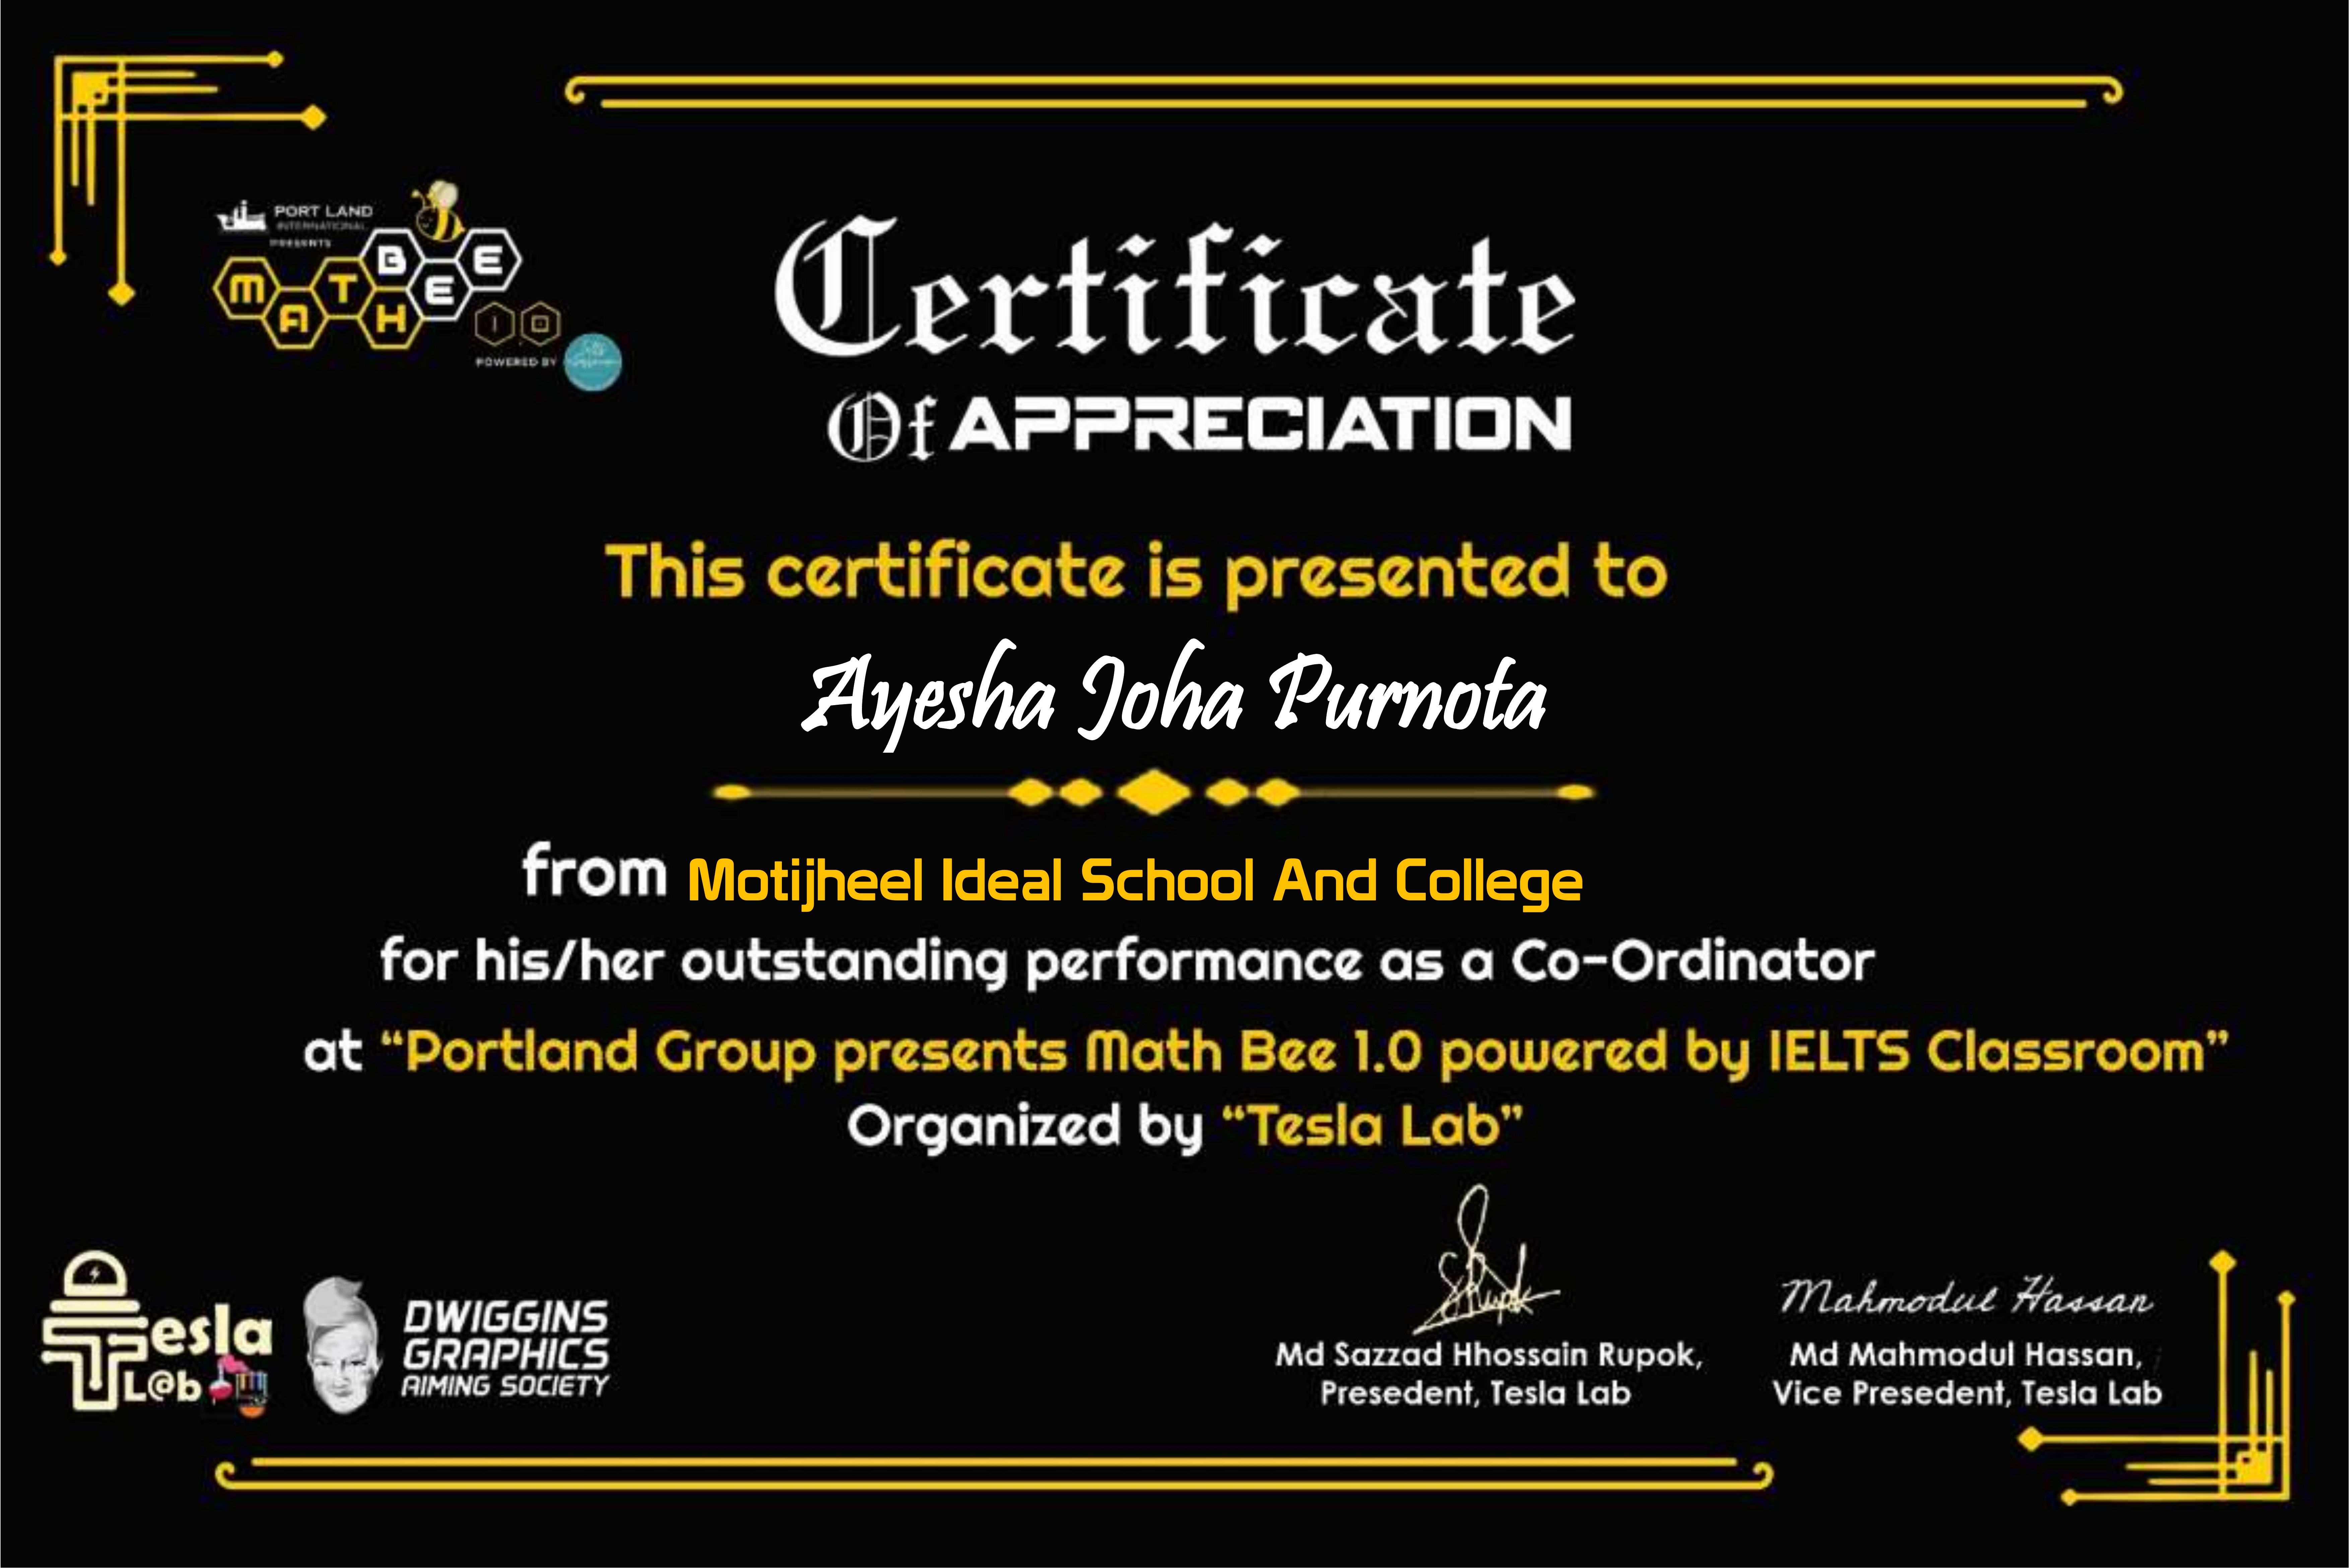 PORT LAND
INTERNATIONAL
PRESENTS
MATH BEE
1.0
POWERED BY
Certificate
Of APPRECIATION
This certificate is presented to
Ayesha Joha Purnota
from Motijheel Ideal School And College
for his/her outstanding performance as a Co-Ordinator
at “Portland Group presents Math Bee 1.0 powered by IELTS Classroom”
Organized by “Tesla Lab”
Tesla
L@b
DWIGGINS
GRAPHICS
AIMING SOCIETY
SRupok
Md Sazzad Hhossain Rupok,
Presedent, Tesla Lab
Mahmodul Hassan
Md Mahmodul Hassan,
Vice Presedent, Tesla Lab